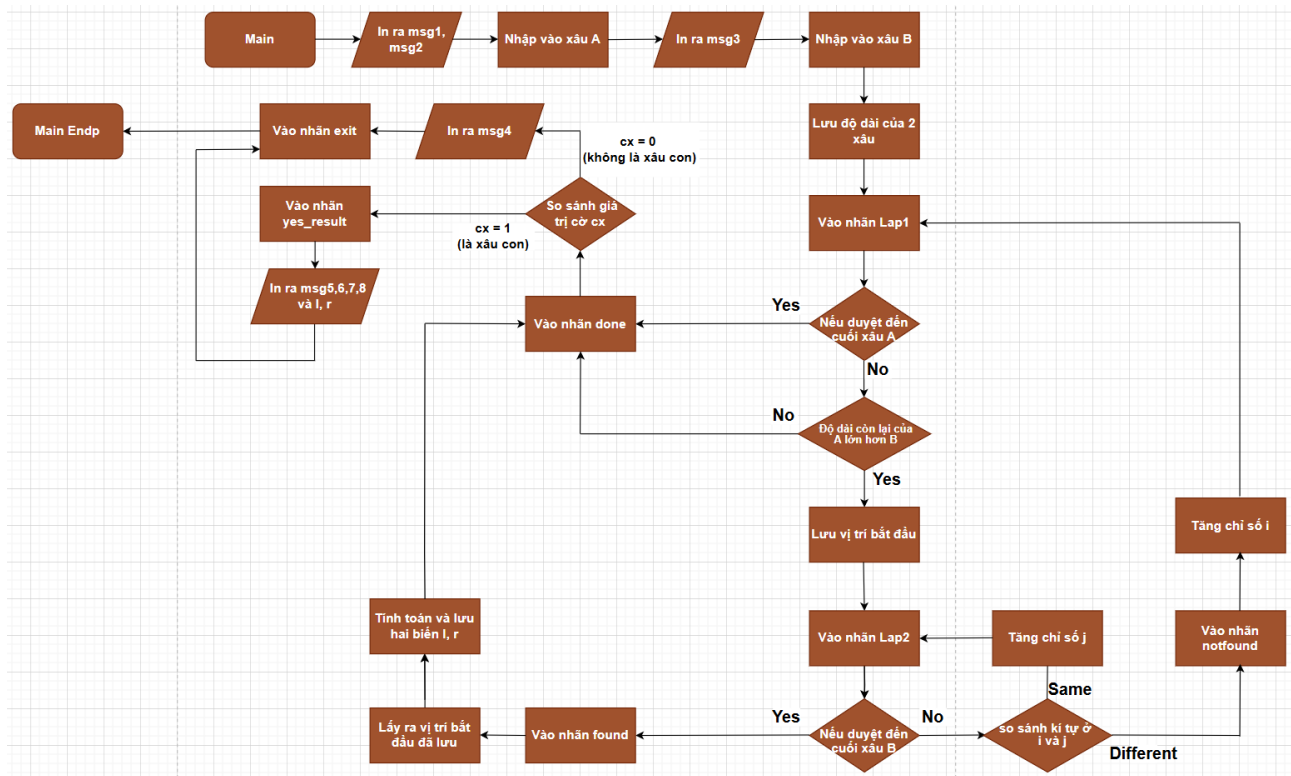 Main
In ra msg1,
msg2
Nhập vào xâu A
In ra msg3
Nhập vào xâu B
Main Endp
Vào nhãn exit
In ra msg4
Lưu độ dài của 2
xâu
cx = 0
(không là xâu con)
Vào nhãn
yes_result
So sánh giá
trị cờ cx
Vào nhãn Lap1
cx = 1
(là xâu con)
In ra msg5,6,7,8
và l, r
Vào nhãn done
Yes
Nếu duyệt đến
cuối xâu A
No
No
Độ dài còn lại của
A lớn hơn B
Yes
Lưu vị trí bắt đầu
Tăng chỉ số i
Tính toán và lưu
hai biến l, r
Vào nhãn Lap2
Tăng chỉ số j
Vào nhãn
notfound
Same
Lấy ra vị trí bắt
đầu đã lưu
Vào nhãn found
Yes
Nếu duyệt đến
cuối xâu B
No
so sánh kí tự ở
i và j
Different